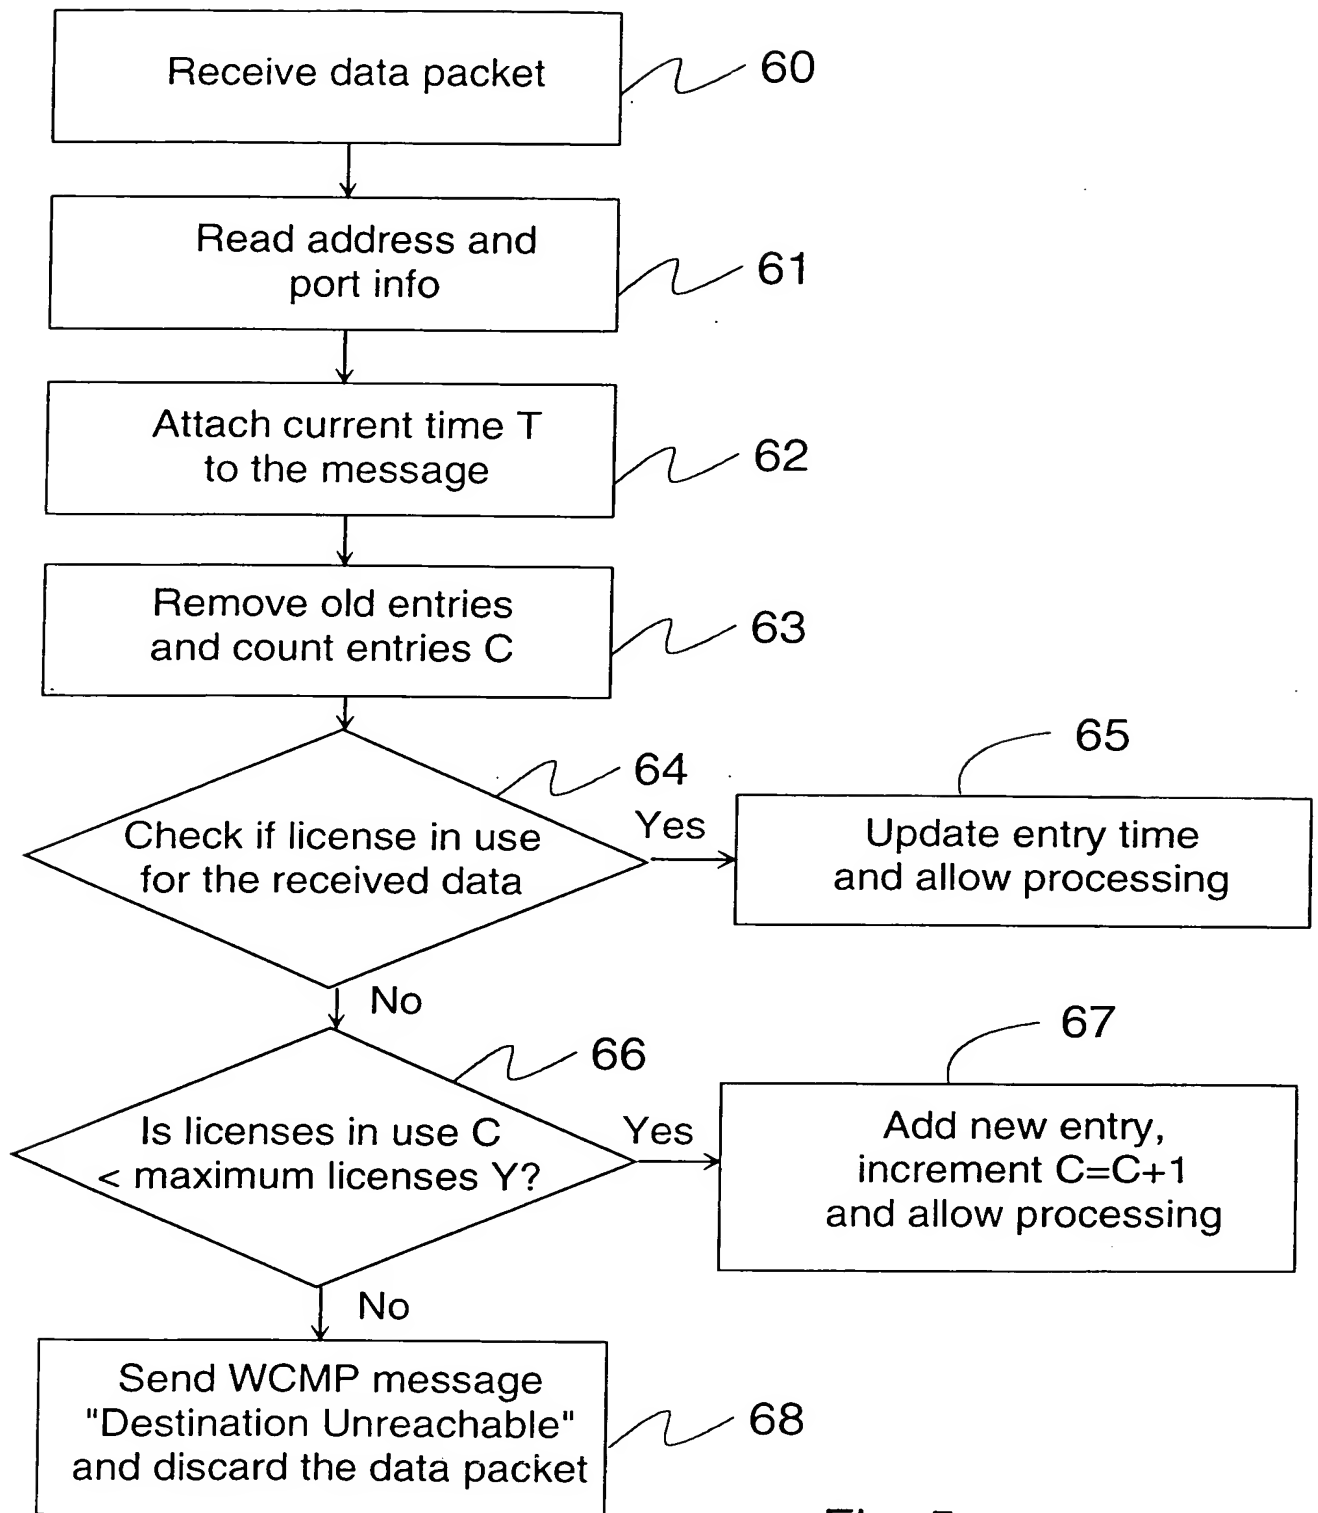 Receive data packet
60
Read address and
port info
61
Attach current time T
to the message
62
Remove old entries
and count entries C
63
64
Check if license in use
for the received data
Yes
65
Update entry time
and allow processing
No
66
Is licenses in use C
< maximum licenses Y?
Yes
67
Add new entry,
increment C=C+1
and allow processing
No
Send WCMP message
"Destination Unreachable"
and discard the data packet
68